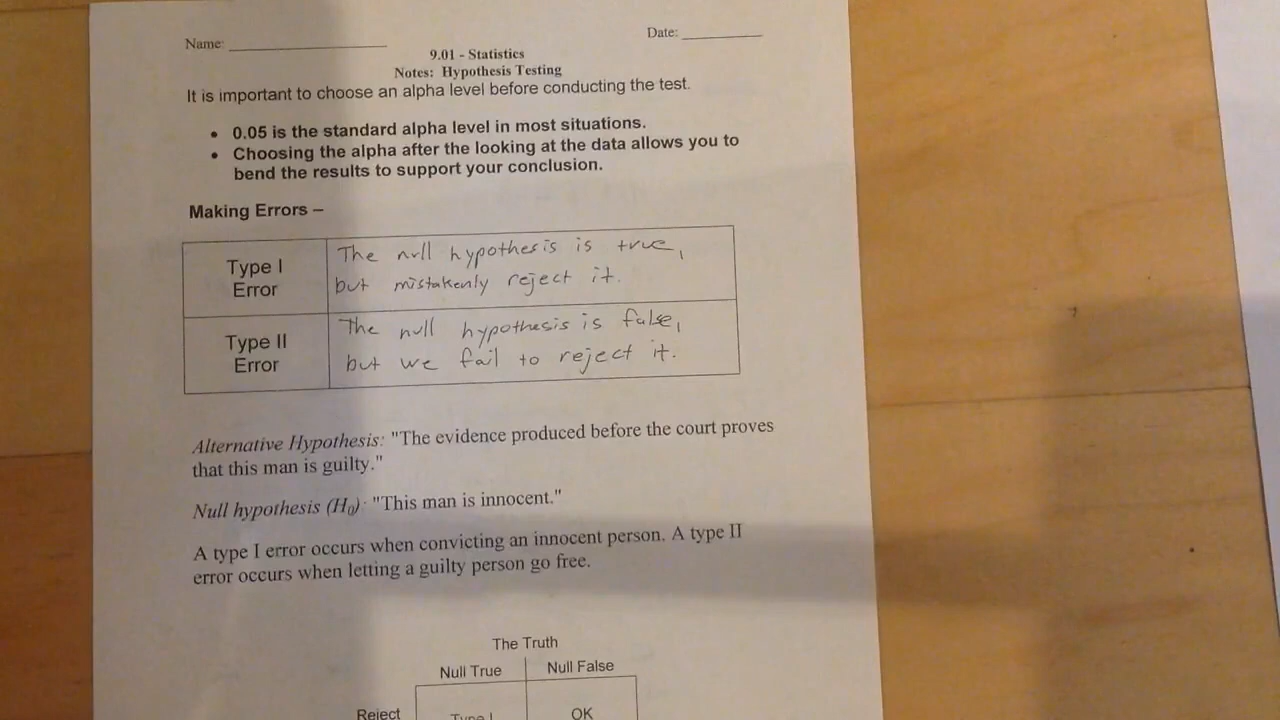 Name: ____________ Date: ________
9.01 - Statistics
Notes: Hypothesis Testing
It is important to choose an alpha level before conducting the test.
• 0.05 is the standard alpha level in most situations.
• Choosing the alpha after the looking at the data allows you to
bend the results to support your conclusion.
Making Errors –
Type I
Error
The null hypothesis is true,
but mistakenly reject it.
Type II
Error
The null hypothesis is false,
but we fail to reject it.
Alternative Hypothesis: "The evidence produced before the court proves
that this man is guilty."
Null hypothesis (H0): "This man is innocent."
A type I error occurs when convicting an innocent person. A type II
error occurs when letting a guilty person go free.
The Truth
Null True Null False
Reject Type I OK